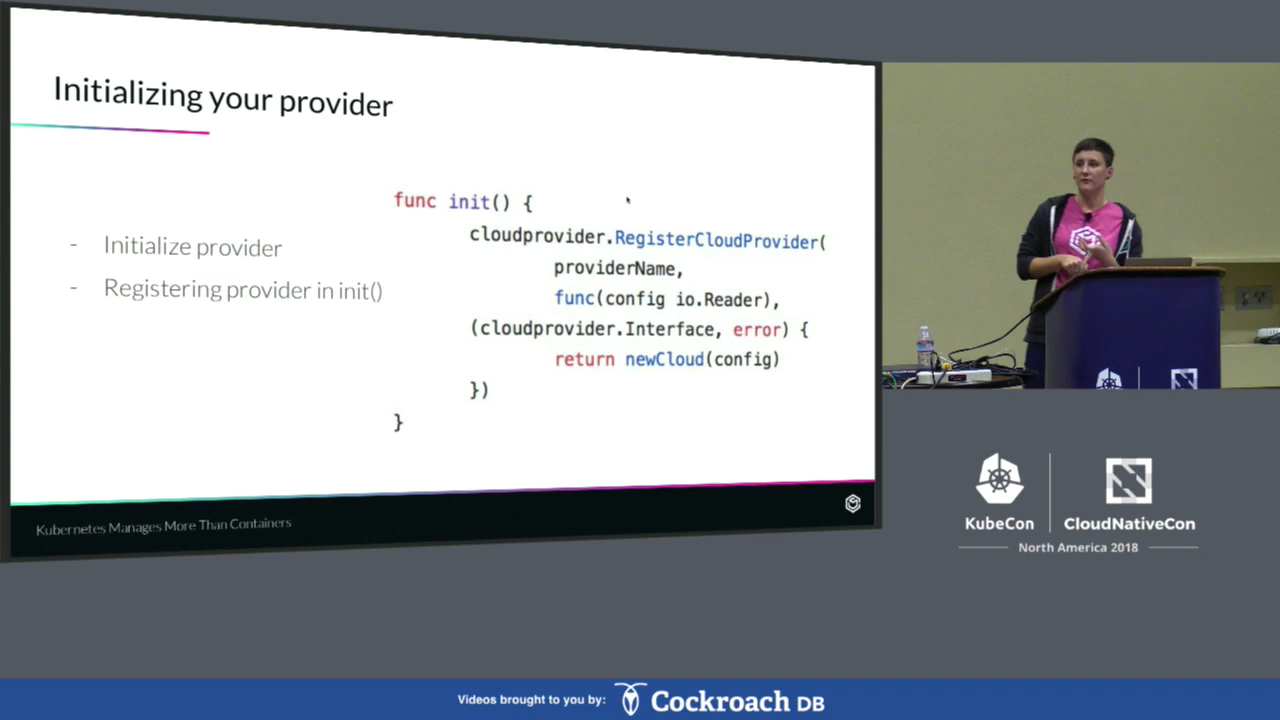 Initializing your provider
- Initialize provider
- Registering provider in init()
func init() {
cloudprovider.RegisterCloudProvider(
providerName,
func(config io.Reader),
(cloudprovider.Interface, error) {
return newCloud(config)
})
}
Kubernetes Manages More Than Containers
KubeCon
CloudNativeCon
North America 2018
Videos brought to you by:
Cockroach DB